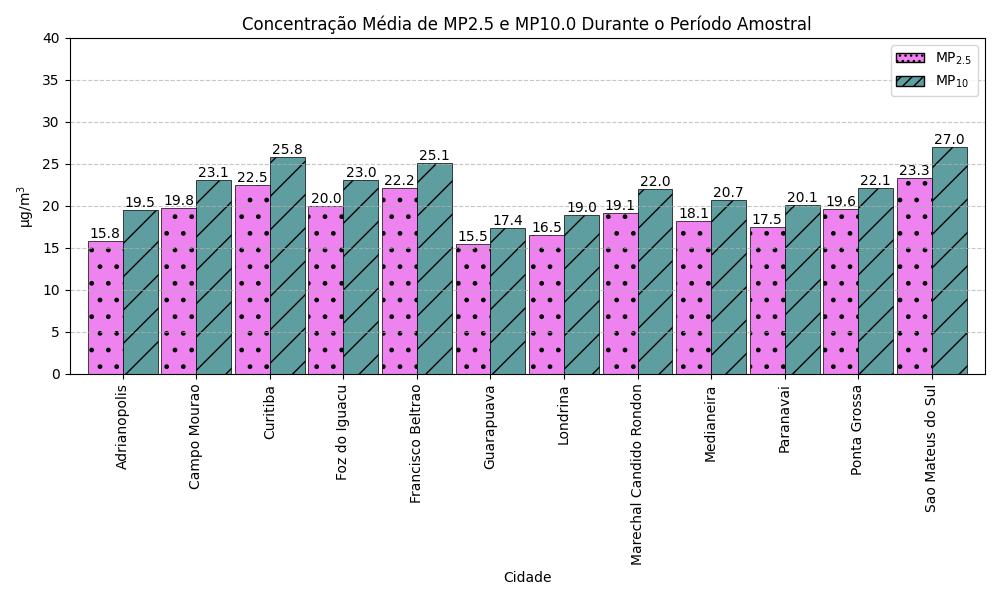 Concentração Média de MP2.5 e MP10.0 Durante o Período Amostral
40
35
30
25
20
15
10
5
0
µg/m³
MP₂.₅
MP₁₀
15.8
19.5
19.8
23.1
22.5
25.8
20.0
23.0
22.2
25.1
15.5
17.4
16.5
19.0
19.1
22.0
18.1
20.7
17.5
20.1
19.6
22.1
23.3
27.0
Adrianopolis
Campo Mourao
Curitiba
Foz do Iguacu
Francisco Beltrao
Guarapuava
Londrina
Marechal Candido Rondon
Medianeira
Paranavai
Ponta Grossa
Sao Mateus do Sul
Cidade